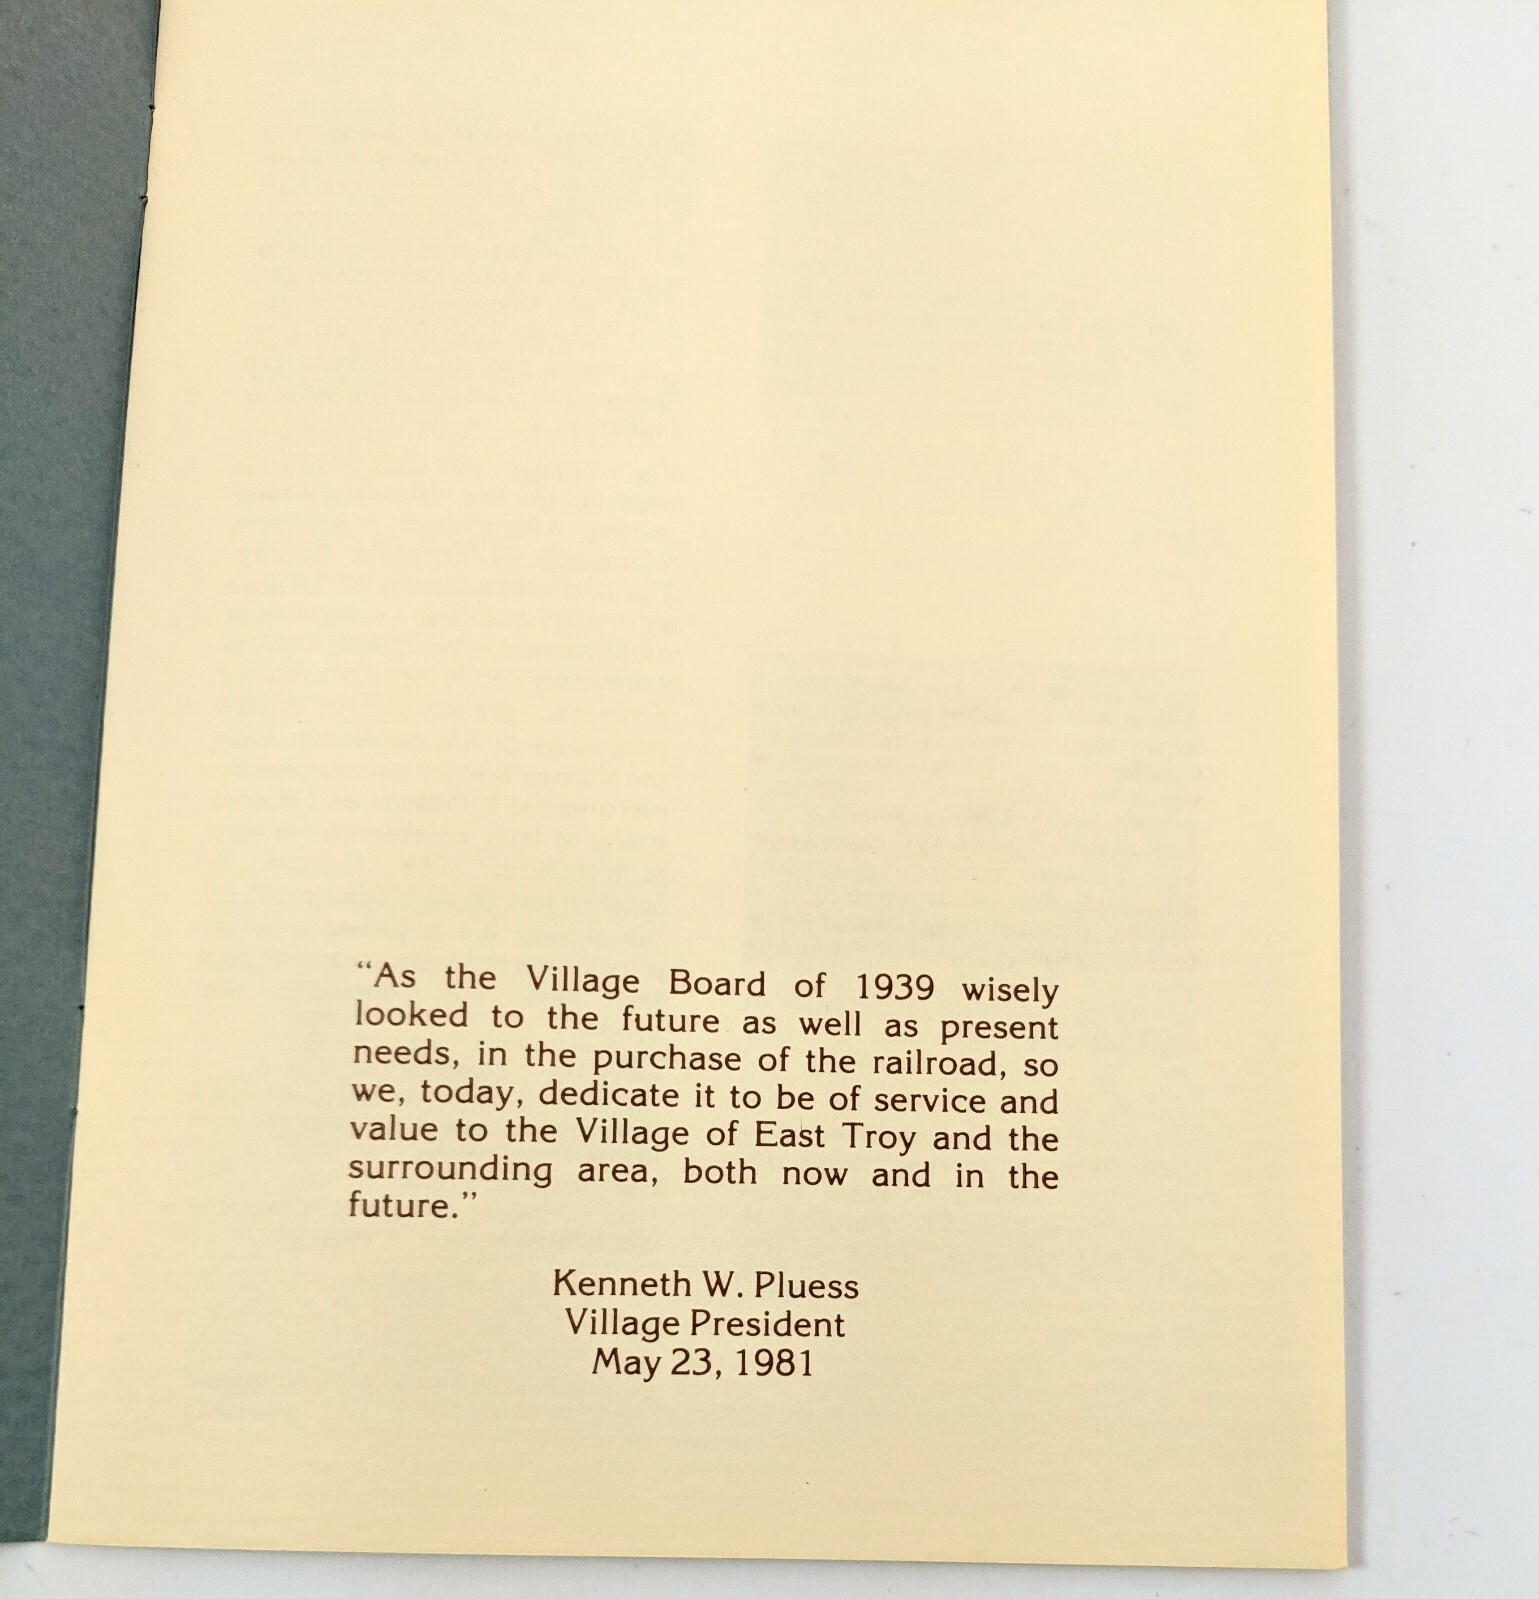 “As the Village Board of 1939 wisely
looked to the future as well as present
needs, in the purchase of the railroad, so
we, today, dedicate it to be of service and
value to the Village of East Troy and the
surrounding area, both now and in the
future.”
Kenneth W. Pluess
Village President
May 23, 1981